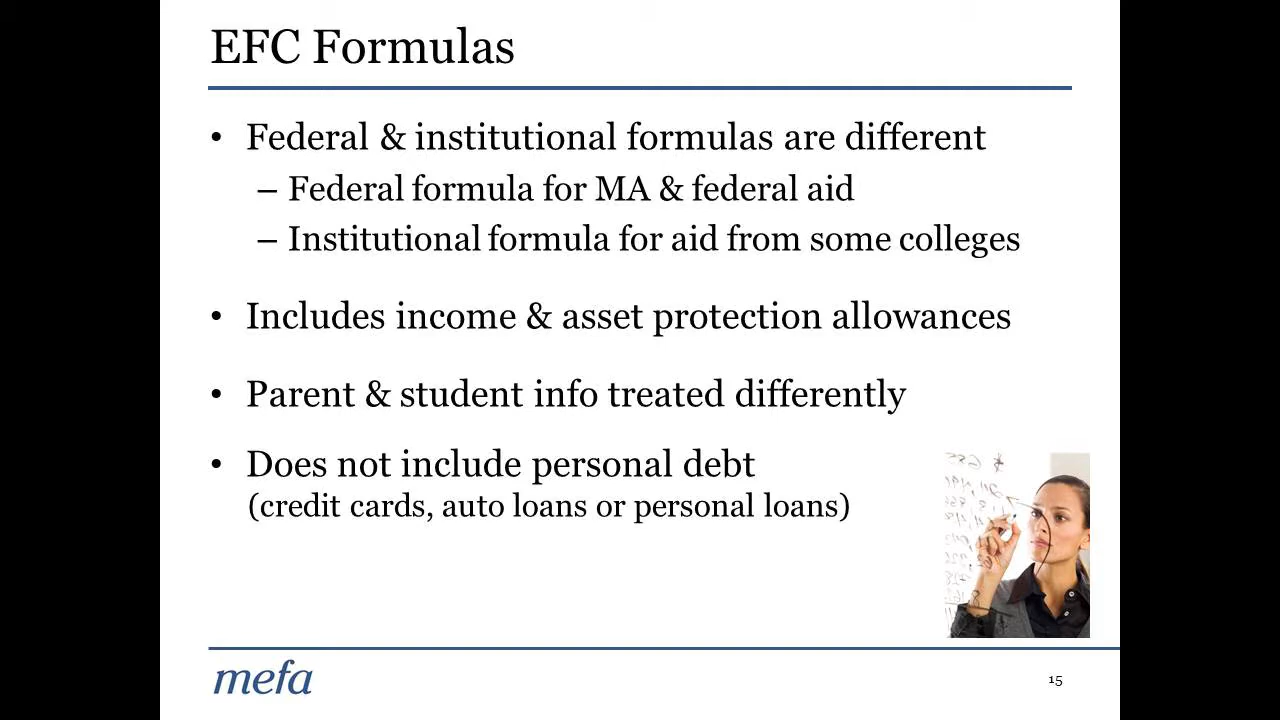 EFC Formulas
• Federal & institutional formulas are different
– Federal formula for MA & federal aid
– Institutional formula for aid from some colleges
• Includes income & asset protection allowances
• Parent & student info treated differently
• Does not include personal debt
(credit cards, auto loans or personal loans)
mefa
15